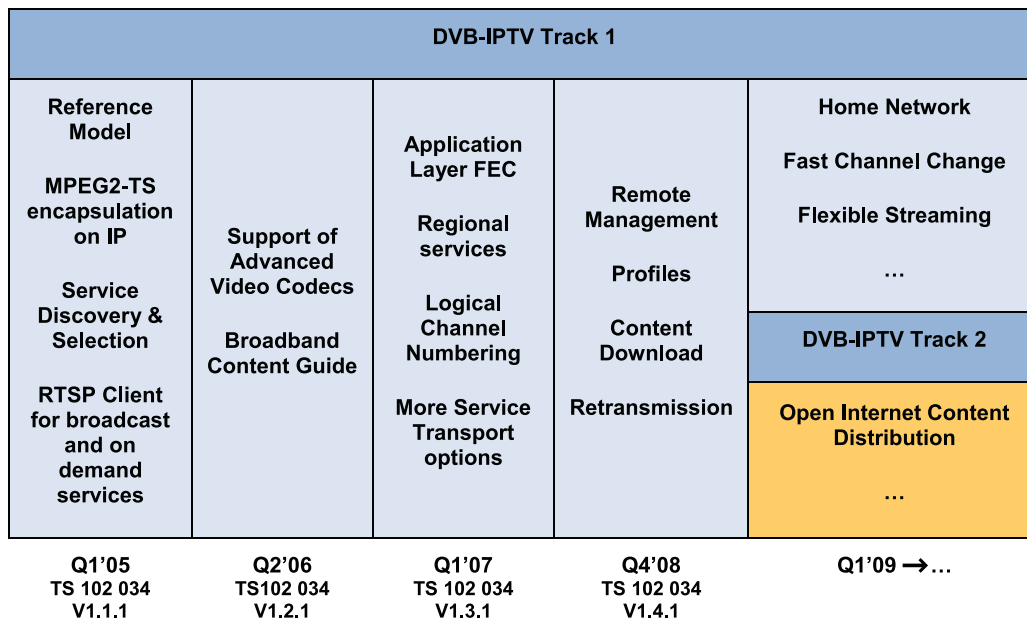 DVB-IPTV Track 1
Reference
Model
MPEG2-TS
encapsulation
on IP
Service
Discovery &
Selection
RTSP Client
for broadcast
and on
demand
services
Support of
Advanced
Video Codecs
Broadband
Content Guide
Application
Layer FEC
Regional
services
Logical
Channel
Numbering
More Service
Transport
options
Remote
Management
Profiles
Content
Download
Retransmission
Home Network
Fast Channel Change
Flexible Streaming
…
DVB-IPTV Track 2
Open Internet Content
Distribution
…
Q1’05
TS 102 034
V1.1.1
Q2’06
TS102 034
V1.2.1
Q1’07
TS 102 034
V1.3.1
Q4’08
TS 102 034
V1.4.1
Q1’09 →…